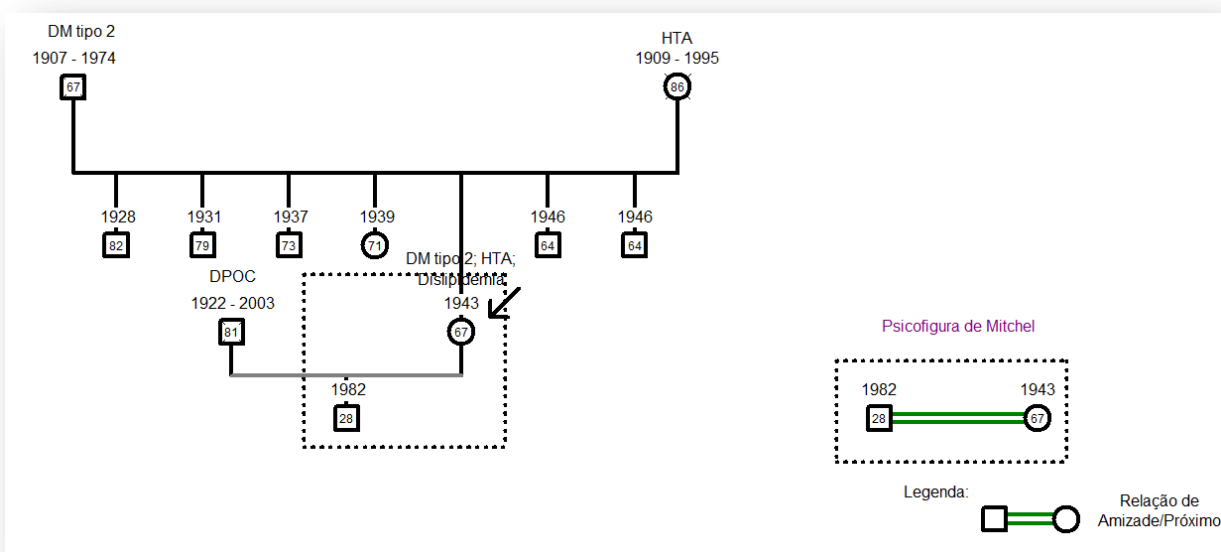 DM tipo 2
1907 - 1974
67
HTA
1909 - 1995
86
1928
82
1931
79
1937
73
1939
71
1946
64
1946
64
DM tipo 2; HTA;
Dislipidemia
1943
67
DPOC
1922 - 2003
81
1982
28
Psicofigura de Mitchel
1982
1943
28
67
Legenda:
Relação de
Amizade/Próximo